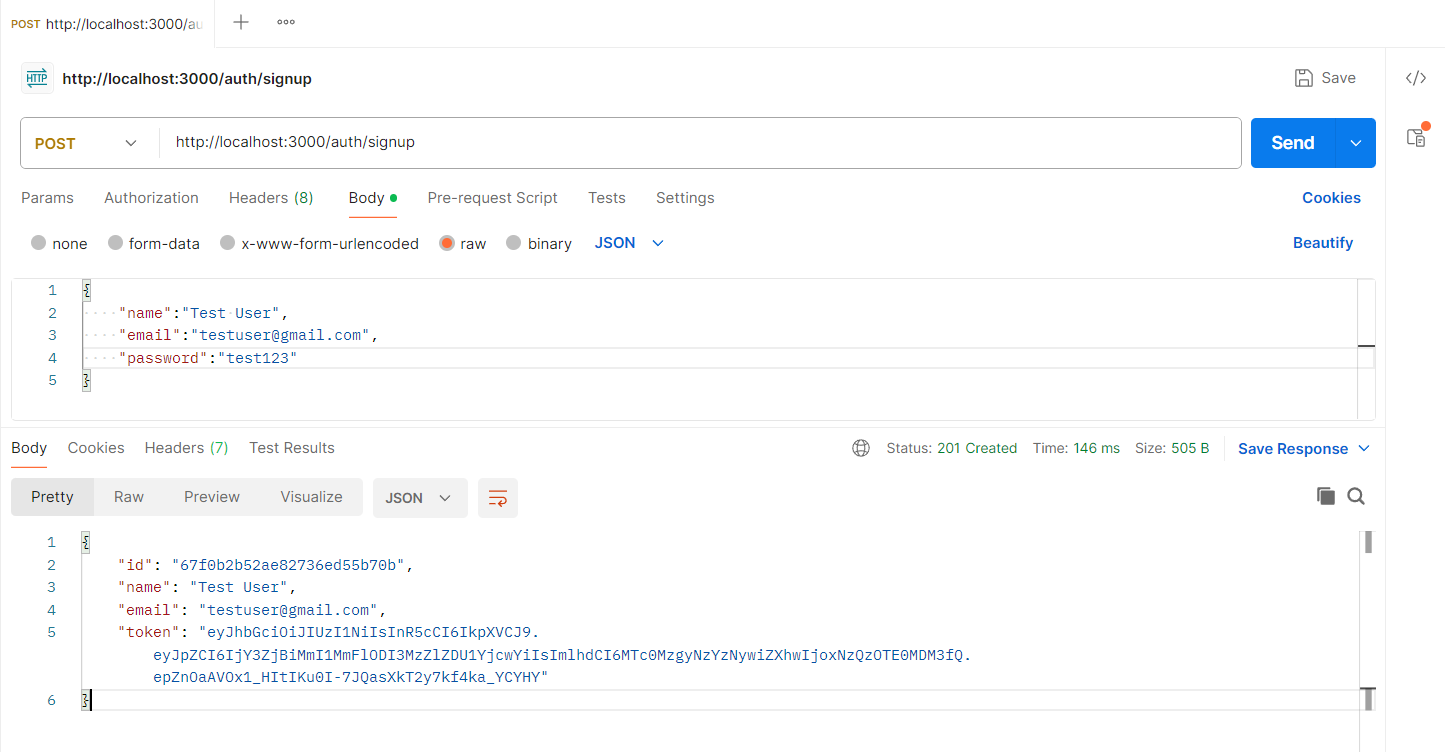 POST http://localhost:3000/au
HTTP http://localhost:3000/auth/signup
Save
POST
http://localhost:3000/auth/signup
Send
Params Authorization Headers (8) Body Pre-request Script Tests Settings Cookies
none form-data x-www-form-urlencoded raw binary JSON Beautify
1 {
2 "name":"Test User",
3 "email":"testuser@gmail.com",
4 "password":"test123"
5 }
Body Cookies Headers (7) Test Results Status: 201 Created Time: 146 ms Size: 505 B Save Response
Pretty Raw Preview Visualize JSON
1 {
2 "id": "67f0b2b52ae82736ed55b70b",
3 "name": "Test User",
4 "email": "testuser@gmail.com",
5 "token": "eyJhbGciOiJIUzI1NiIsInR5cCI6IkpXVCJ9.
eyJpZCI6IjY3ZjBiMmI1MmFlODI3MzZlZDU1YjcwYiIsImlhdCI6MTc0MzgyNzYzNywiZXhwIjoxNzQzOTE0MDM3fQ.
epZnOaAVOx1_HItIKu0I-7JQasXkT2y7kf4ka_YCYHY"
6 }